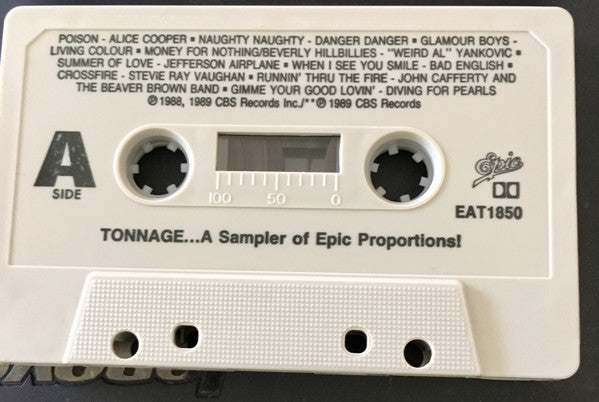 POISON - ALICE COOPER ▪ NAUGHTY NAUGHTY - DANGER DANGER ▪ GLAMOUR BOYS -
LIVING COLOUR ▪ MONEY FOR NOTHING/BEVERLY HILLBILLIES - "WEIRD AL" YANKOVIC ▪
SUMMER OF LOVE - JEFFERSON AIRPLANE ▪ WHEN I SEE YOU SMILE - BAD ENGLISH ▪
CROSSFIRE - STEVIE RAY VAUGHAN ▪ RUNNIN' THRU THE FIRE - JOHN CAFFERTY AND
THE BEAVER BROWN BAND ▪ GIMME YOUR GOOD LOVIN' - DIVING FOR PEARLS
℗ 1988, 1989 CBS Records Inc./**℗ 1989 CBS Records
A
SIDE
100 50 0
Epic
EAT1850
TONNAGE...A Sampler of Epic Proportions!